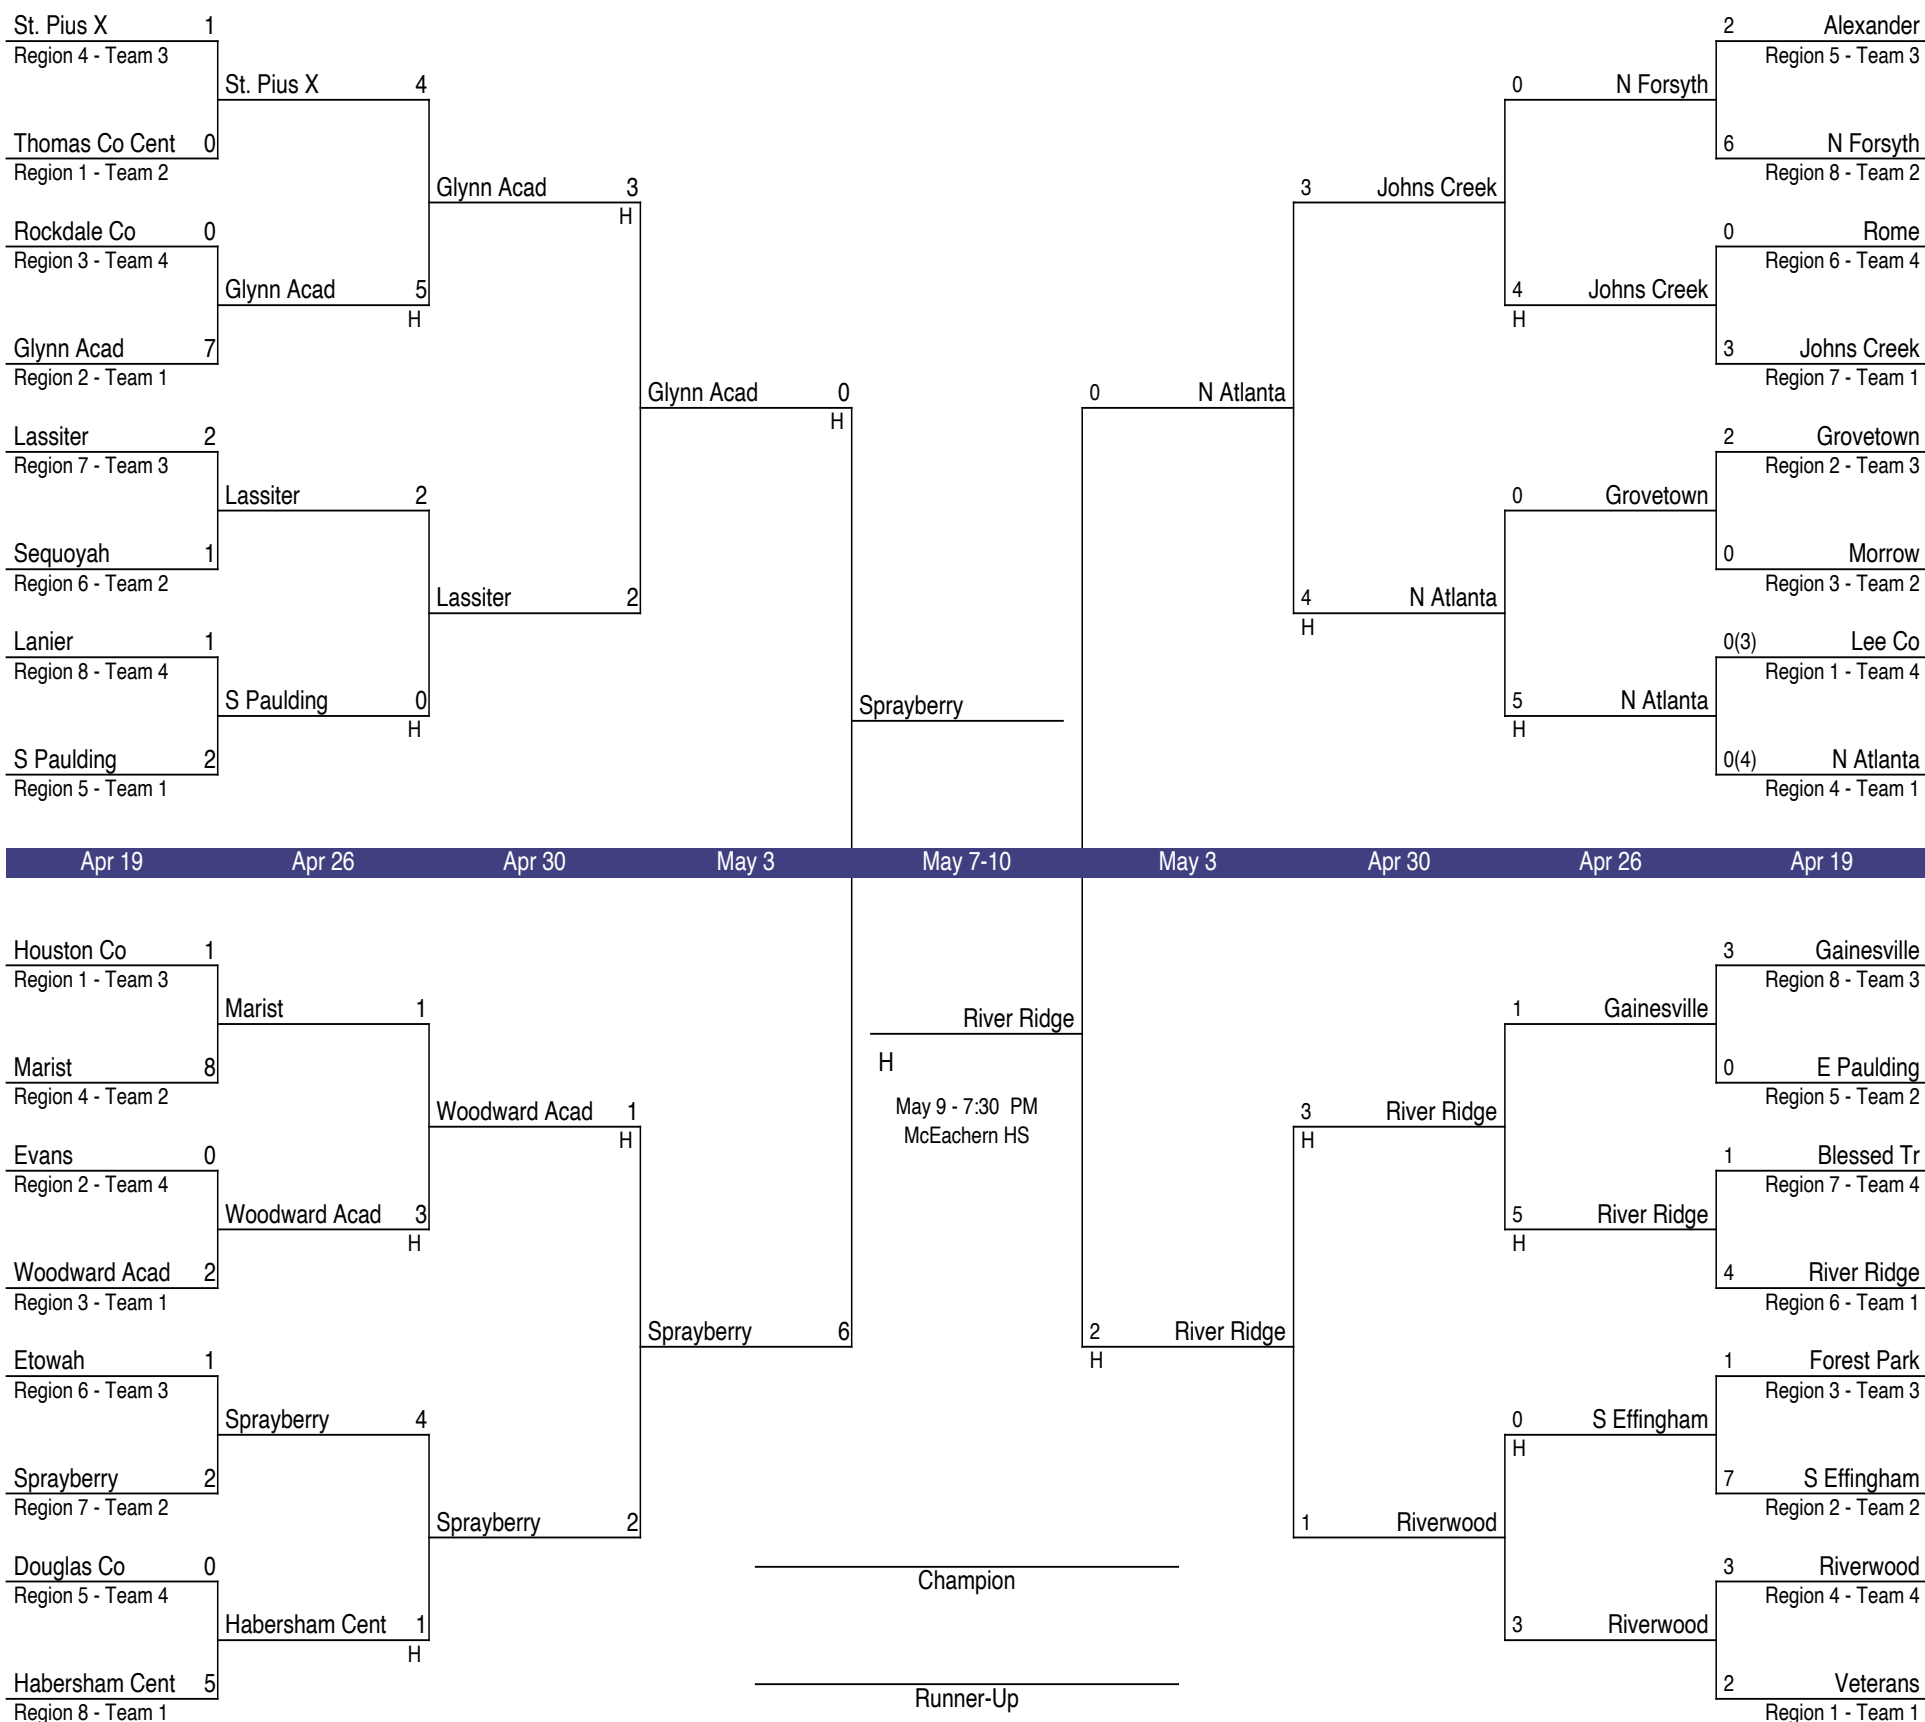 St. Pius X 1
Region 4 - Team 3
Thomas Co Cent 0
Region 1 - Team 2
Rockdale Co 0
Region 3 - Team 4
Glynn Acad 7
Region 2 - Team 1
Lassiter 2
Region 7 - Team 3
Sequoyah 1
Region 6 - Team 2
Lanier 1
Region 8 - Team 4
S Paulding 2
Region 5 - Team 1
St. Pius X 4
Glynn Acad 5
H
Lassiter 2
S Paulding 0
H
Glynn Acad 3
H
Lassiter 2
Glynn Acad 0
H
Sprayberry
0 N Atlanta
3 Johns Creek
4 N Atlanta
H
0 N Forsyth
4 Johns Creek
H
0 Grovetown
5 N Atlanta
H
2 Alexander
Region 5 - Team 3
6 N Forsyth
Region 8 - Team 2
0 Rome
Region 6 - Team 4
3 Johns Creek
Region 7 - Team 1
2 Grovetown
Region 2 - Team 3
0 Morrow
Region 3 - Team 2
0(3) Lee Co
Region 1 - Team 4
0(4) N Atlanta
Region 4 - Team 1
Apr 19 Apr 26 Apr 30 May 3 May 7-10 May 3 Apr 30 Apr 26 Apr 19
Houston Co 1
Region 1 - Team 3
Marist 8
Region 4 - Team 2
Evans 0
Region 2 - Team 4
Woodward Acad 2
Region 3 - Team 1
Etowah 1
Region 6 - Team 3
Sprayberry 2
Region 7 - Team 2
Douglas Co 0
Region 5 - Team 4
Habersham Cent 5
Region 8 - Team 1
Marist 1
Woodward Acad 3
H
Sprayberry 4
Habersham Cent 1
H
Woodward Acad 1
H
Sprayberry 2
Sprayberry 6
River Ridge
H
May 9 - 7:30 PM
McEachern HS
Champion
Runner-Up
2 River Ridge
H
3 River Ridge
H
1 Riverwood
1 Gainesville
5 River Ridge
H
0 S Effingham
H
3 Riverwood
3 Gainesville
Region 8 - Team 3
0 E Paulding
Region 5 - Team 2
1 Blessed Tr
Region 7 - Team 4
4 River Ridge
Region 6 - Team 1
1 Forest Park
Region 3 - Team 3
7 S Effingham
Region 2 - Team 2
3 Riverwood
Region 4 - Team 4
2 Veterans
Region 1 - Team 1